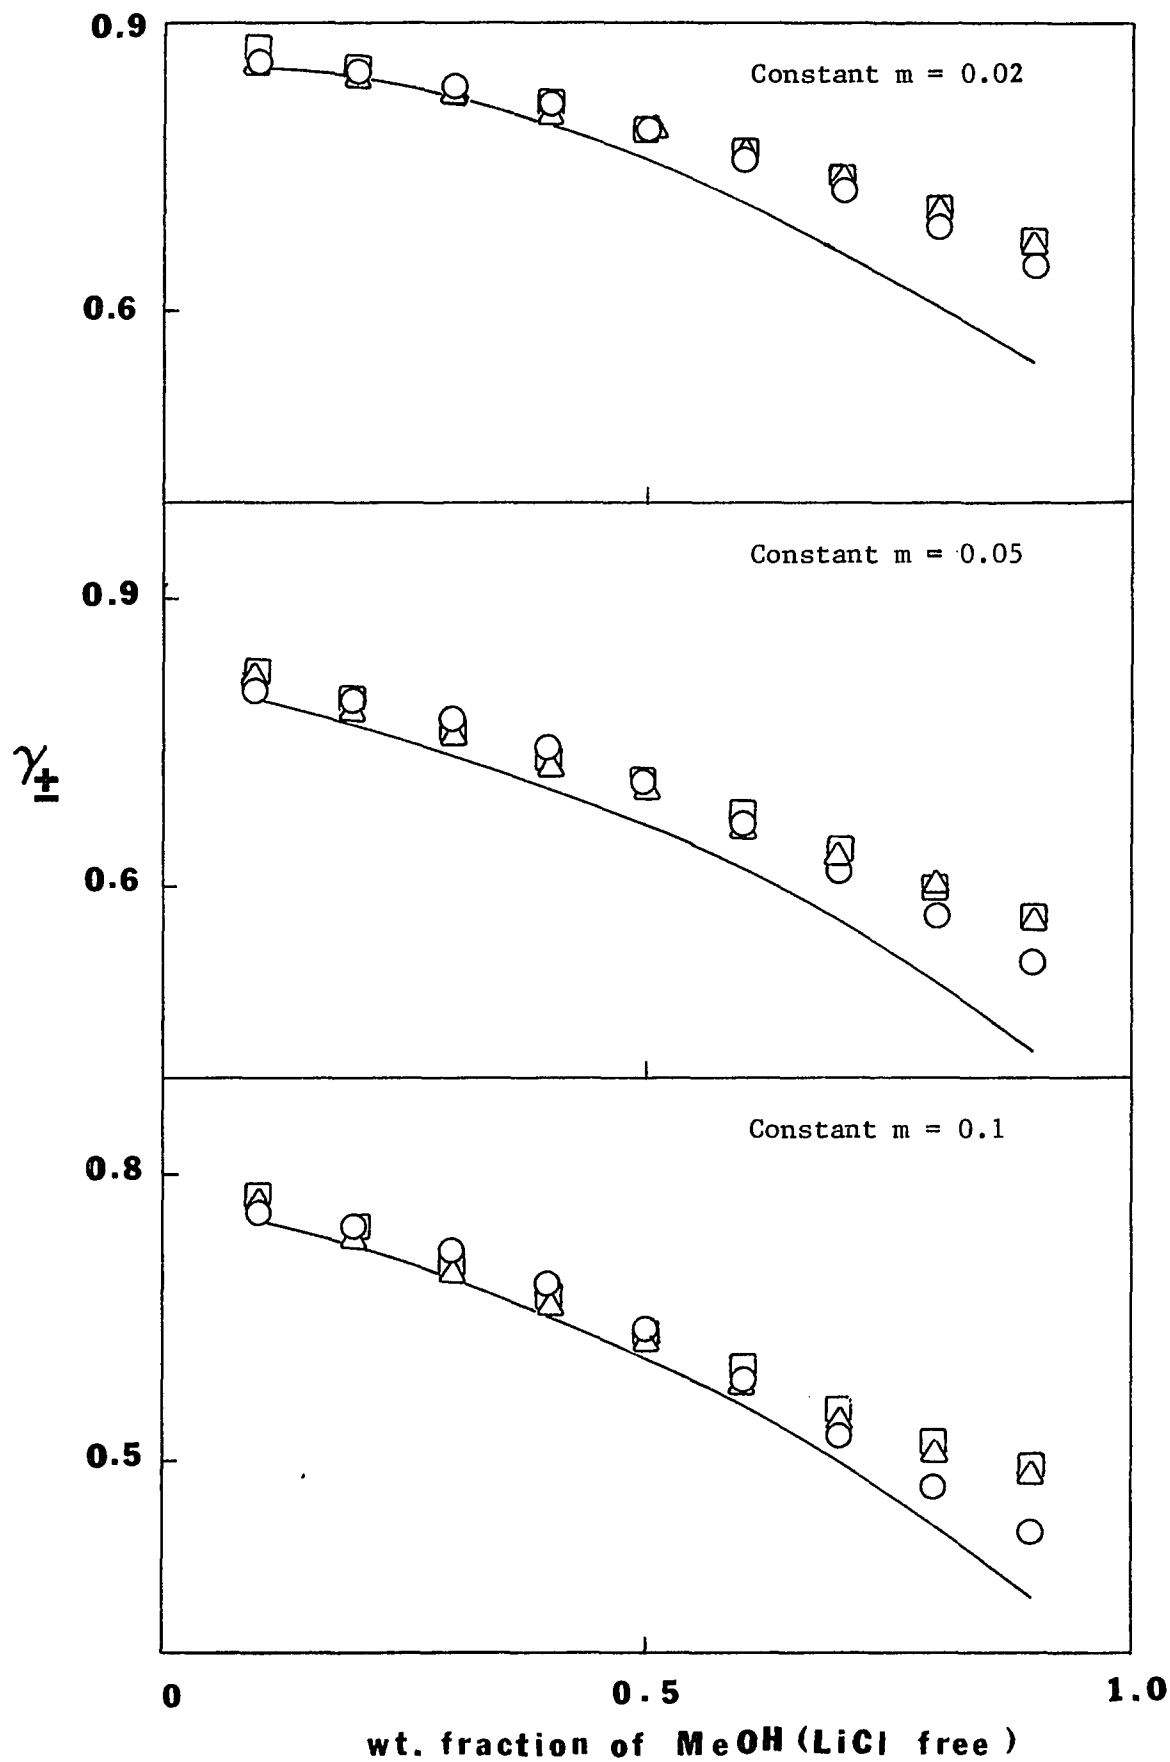 0.9
Constant m = 0.02
0.6
Constant m = 0.05
0.9
γ±
0.6
Constant m = 0.1
0.8
0.5
0 0.5 1.0
wt. fraction of MeOH (LiCl free )